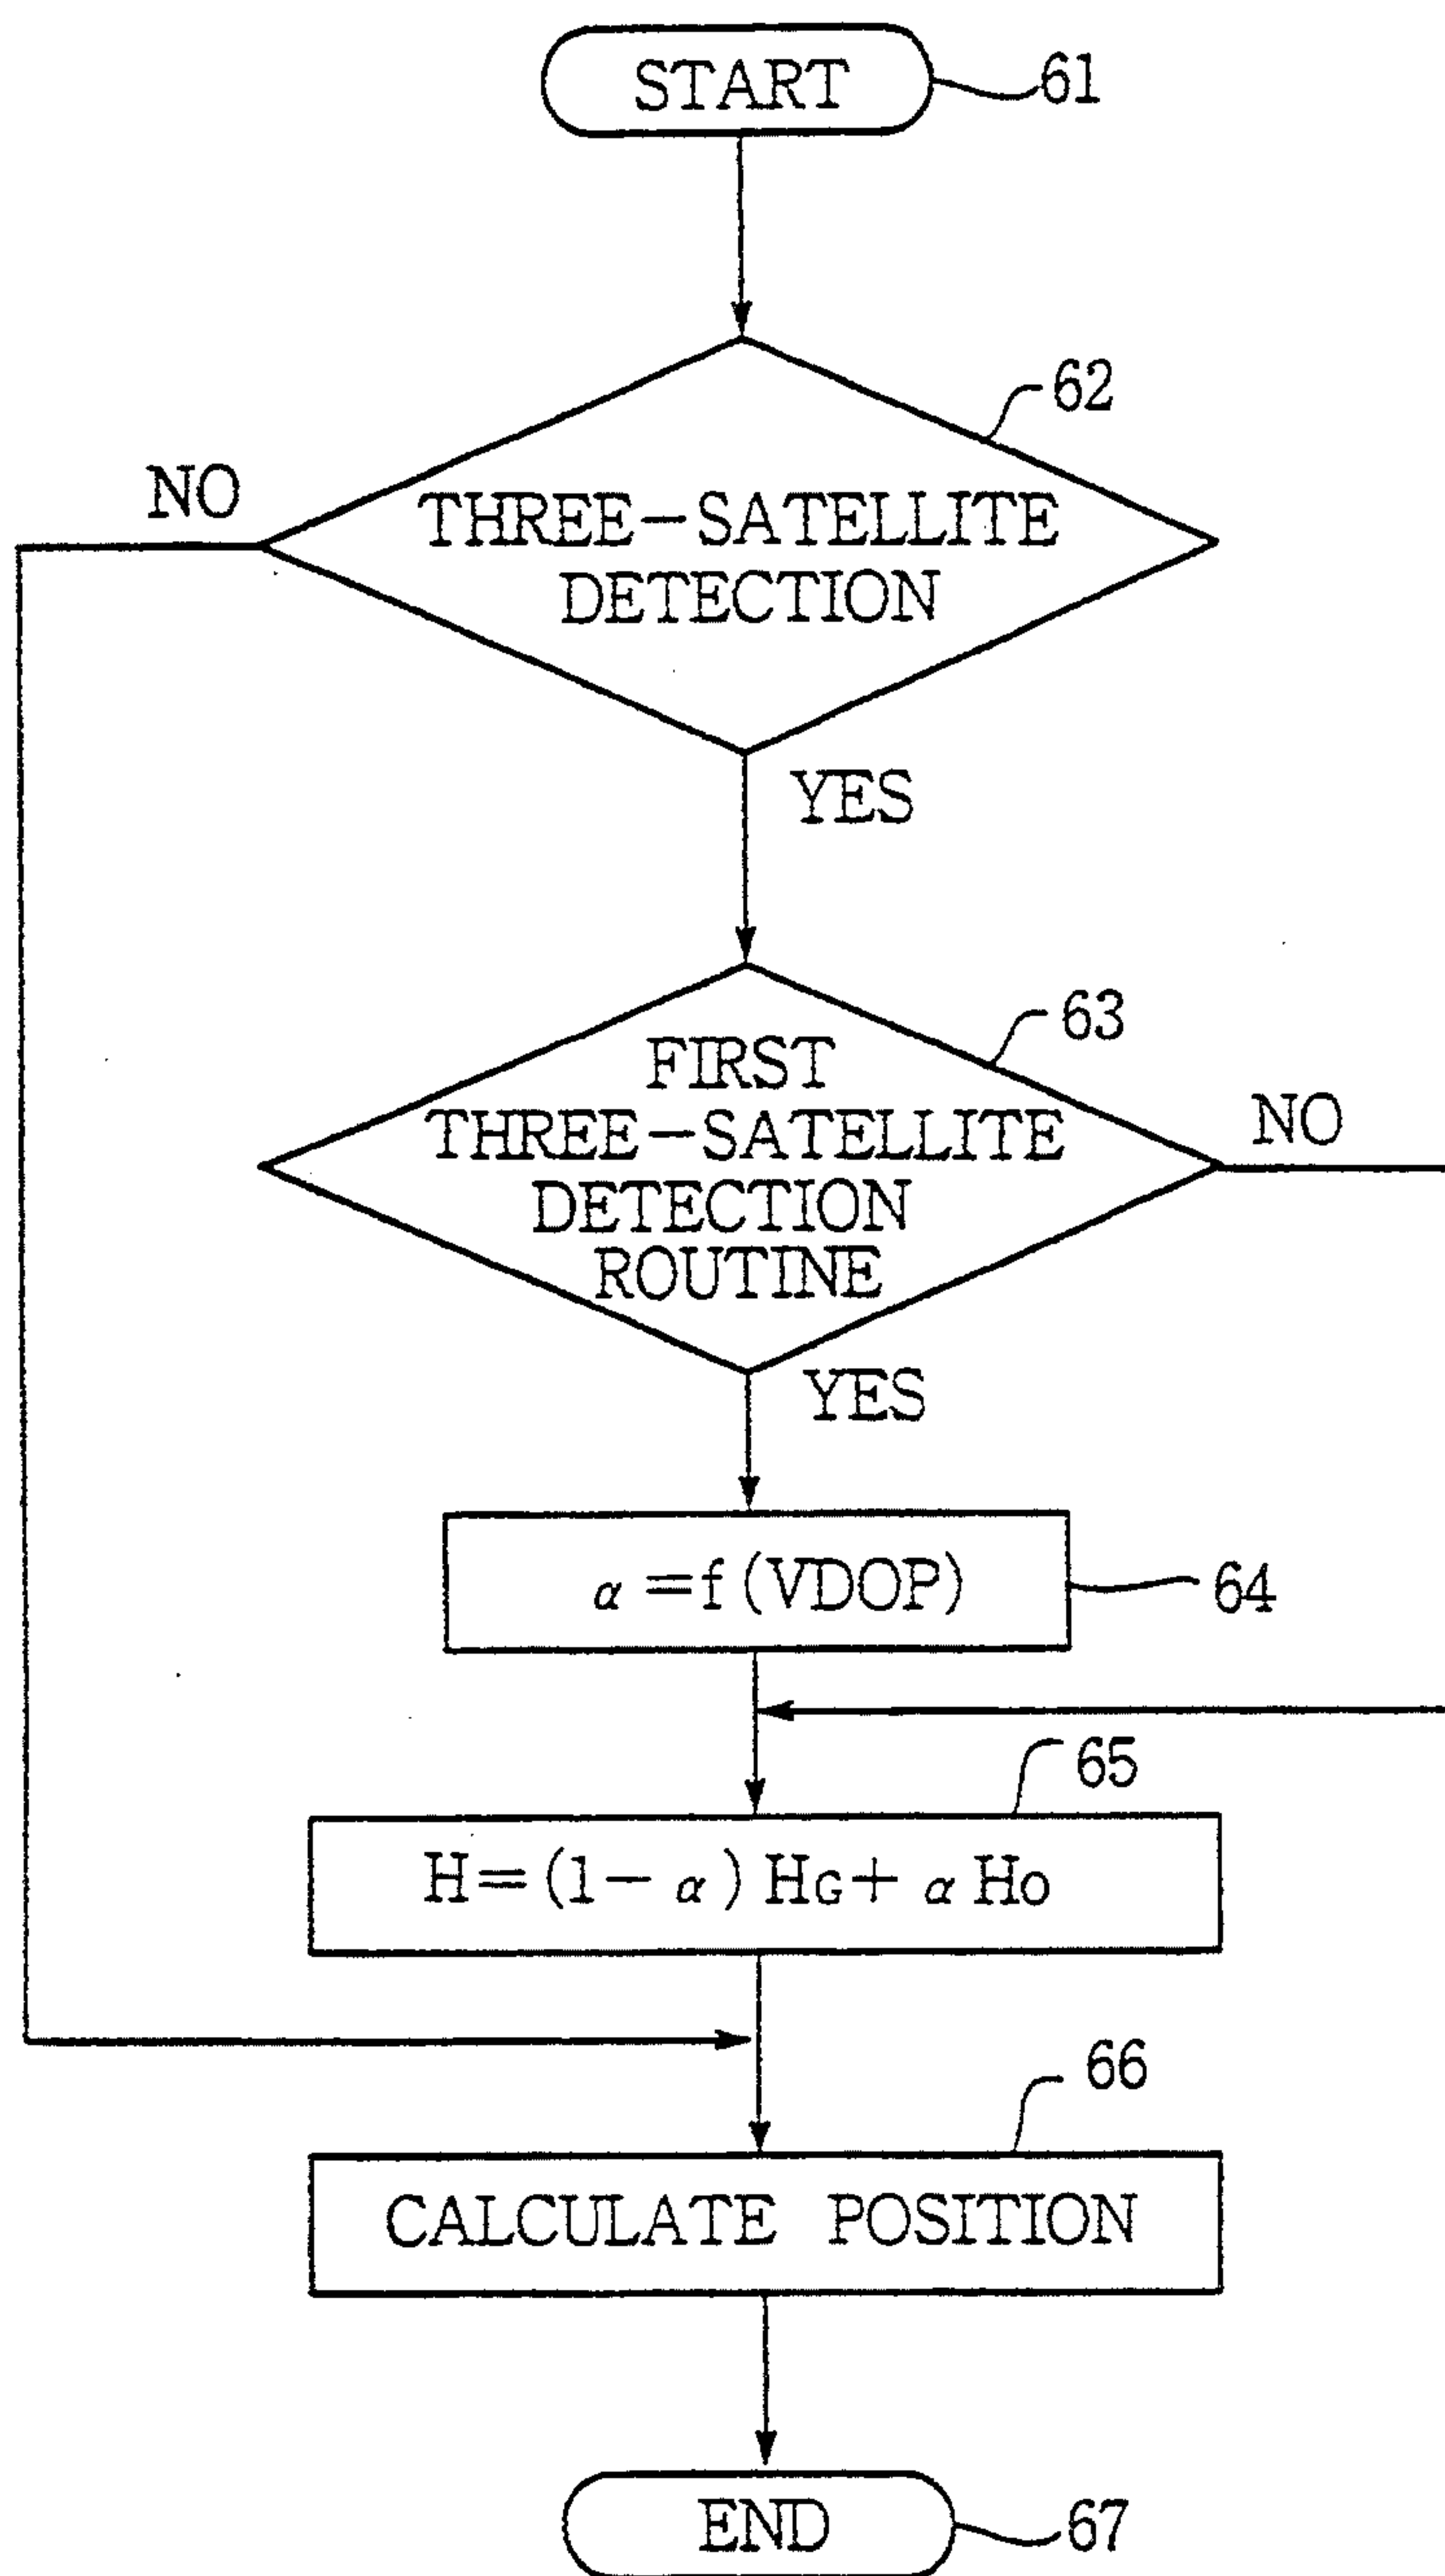 START
61
62
NO
THREE-SATELLITE
DETECTION
YES
63
FIRST
THREE-SATELLITE
DETECTION
ROUTINE
NO
YES
α=f(VDOP)
64
65
H=(1-α)HG+αHo
66
CALCULATE POSITION
END
67